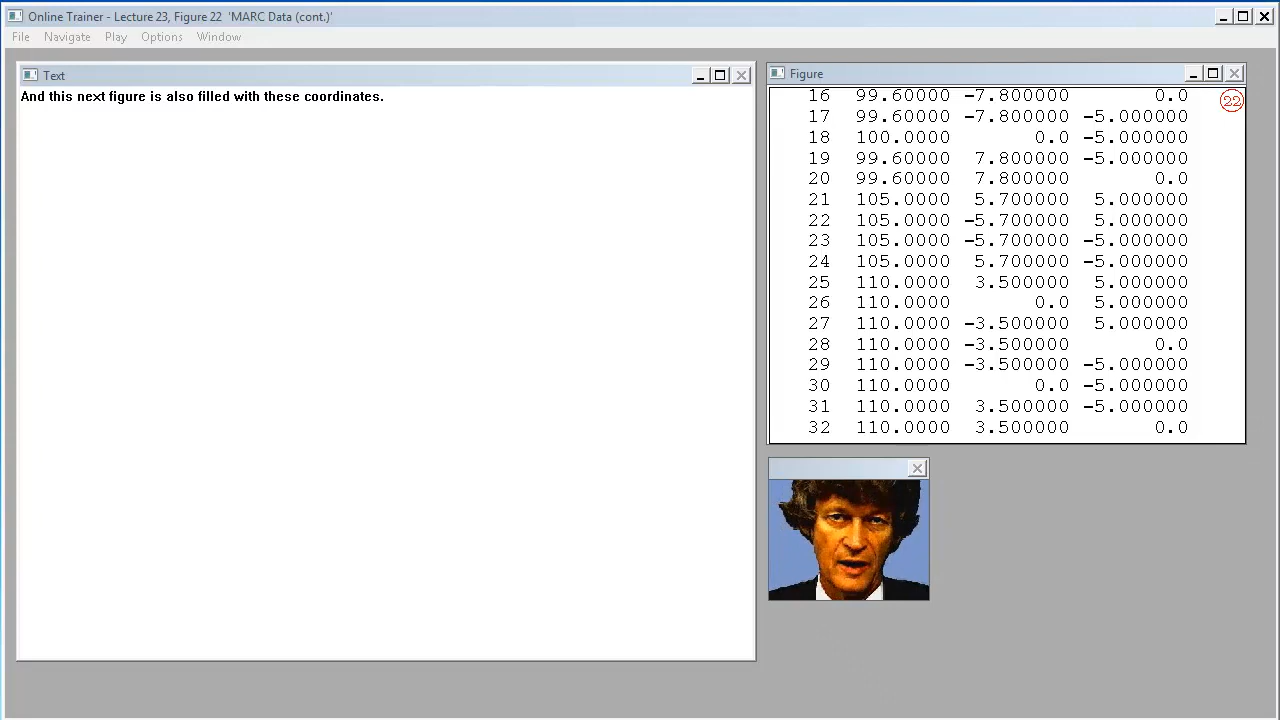 Online Trainer - Lecture 23, Figure 22 'MARC Data (cont.)'
File Navigate Play Options Window
Text
And this next figure is also filled with these coordinates.
Figure
22
16 99.60000 -7.800000 0.0
17 99.60000 -7.800000 -5.000000
18 100.0000 0.0 -5.000000
19 99.60000 7.800000 -5.000000
20 99.60000 7.800000 0.0
21 105.0000 5.700000 5.000000
22 105.0000 -5.700000 5.000000
23 105.0000 -5.700000 -5.000000
24 105.0000 5.700000 -5.000000
25 110.0000 3.500000 5.000000
26 110.0000 0.0 5.000000
27 110.0000 -3.500000 5.000000
28 110.0000 -3.500000 0.0
29 110.0000 -3.500000 -5.000000
30 110.0000 0.0 -5.000000
31 110.0000 3.500000 -5.000000
32 110.0000 3.500000 0.0